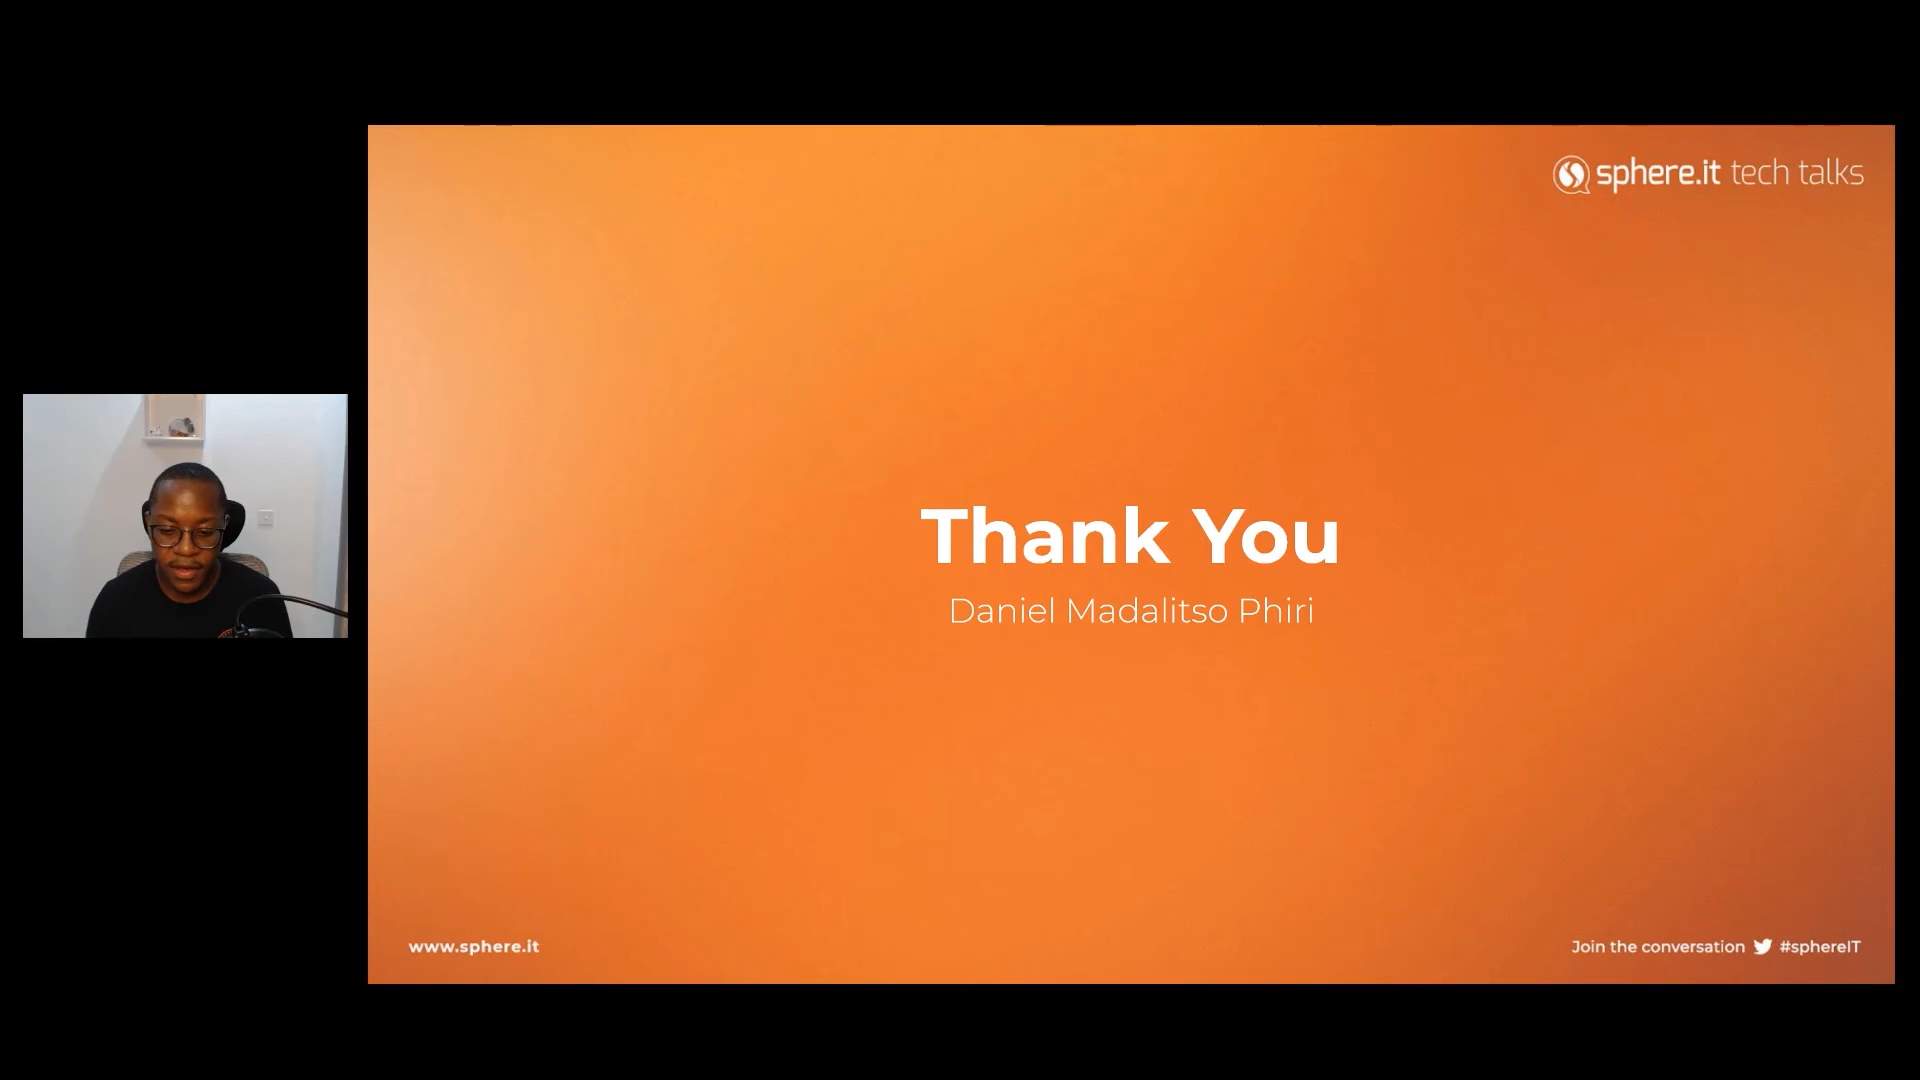 sphere.it tech talks
Thank You
Daniel Madalitso Phiri
www.sphere.it
Join the conversation #sphereIT